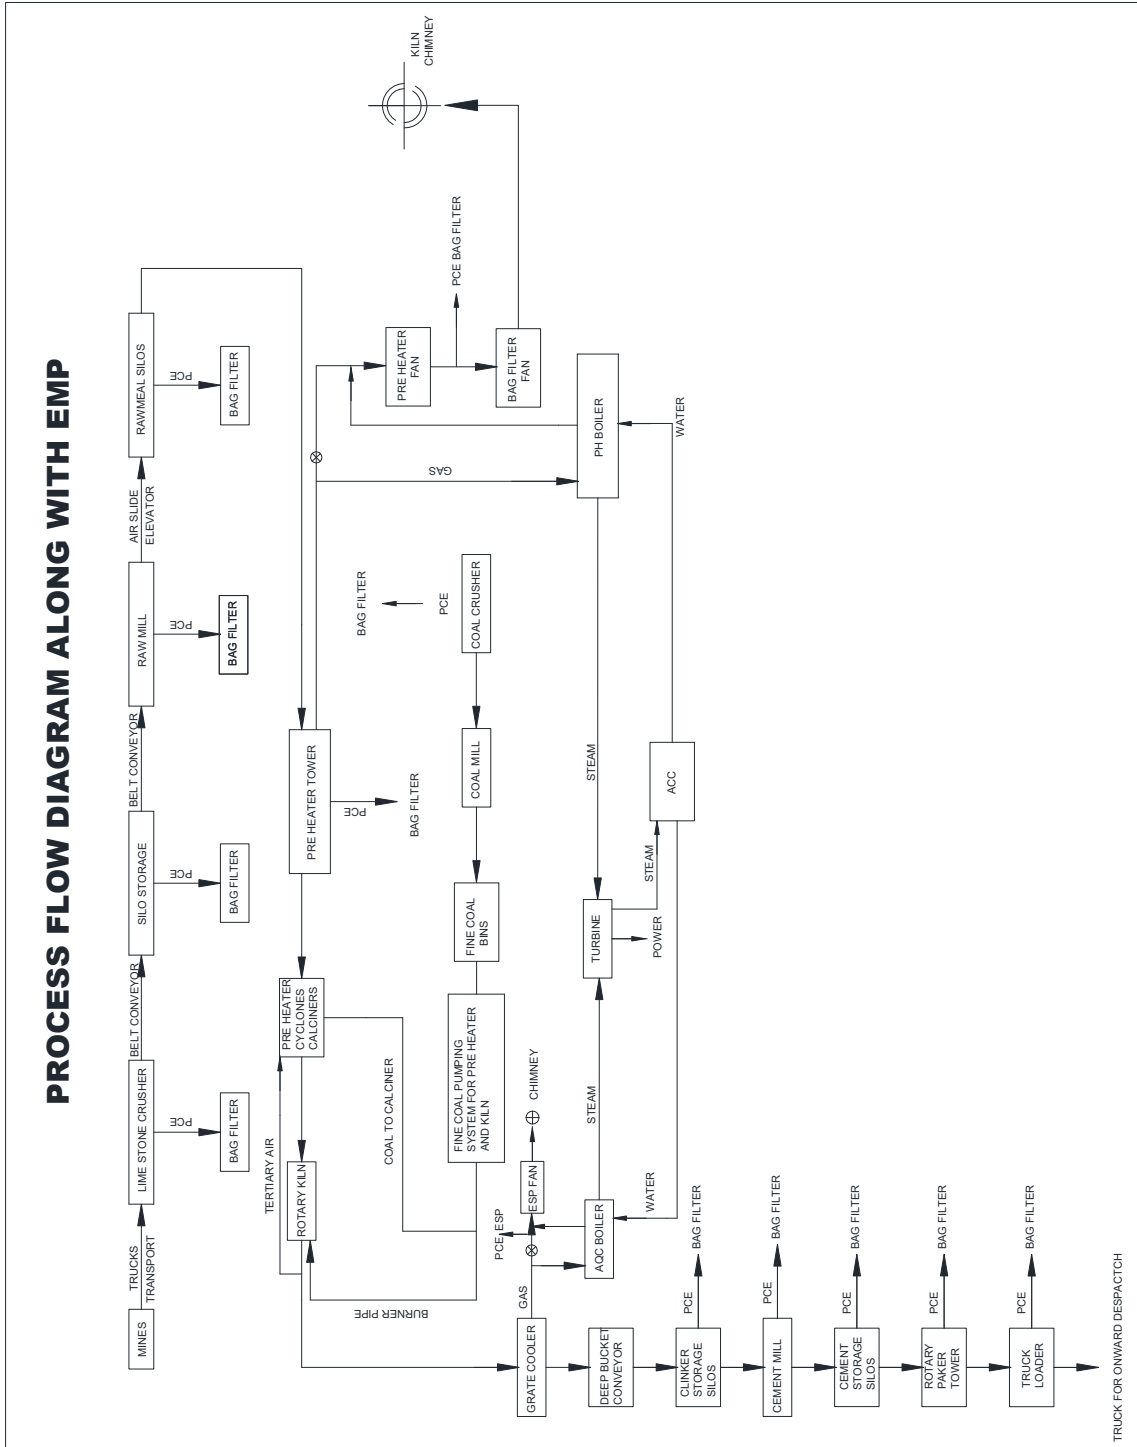 PROCESS FLOW DIAGRAM ALONG WITH EMP
MINES
TRUCKS
TRANSPORT
LIME STONE CRUSHER
BELT CONVEYOR
SILO STORAGE
BELT CONVEYOR
RAW MILL
AIR SLIDE
ELEVATOR
RAWMEAL SILOS
PCE
BAG FILTER
PCE
BAG FILTER
PCE
BAG FILTER
PCE
BAG FILTER
TERTIARY AIR
ROTARY KILN
PRE HEATER
CYCLONES
CALCINERS
PRE HEATER TOWER
PCE
BAG FILTER
BURNER PIPE
COAL TO CALCINER
FINE COAL PUMPING
SYSTEM FOR PRE HEATER
AND KILN
FINE COAL
BINS
COAL MILL
COAL CRUSHER
PCE
BAG FILTER
GAS
PRE HEATER
FAN
PCE BAG FILTER
BAG FILTER
FAN
KILN
CHIMNEY
GRATE COOLER
GAS
PCE
ESP
ESP FAN
CHIMNEY
AQC BOILER
STEAM
TURBINE
POWER
STEAM
STEAM
PH BOILER
WATER
ACC
WATER
DEEP BUCKET
CONVEYOR
CLINKER
STORAGE
SILOS
PCE
BAG FILTER
CEMENT MILL
PCE
BAG FILTER
CEMENT
STORAGE
SILOS
PCE
BAG FILTER
ROTARY
PAKER
TOWER
PCE
BAG FILTER
TRUCK
LOADER
PCE
BAG FILTER
TRUCK FOR ONWARD DESPACTCH